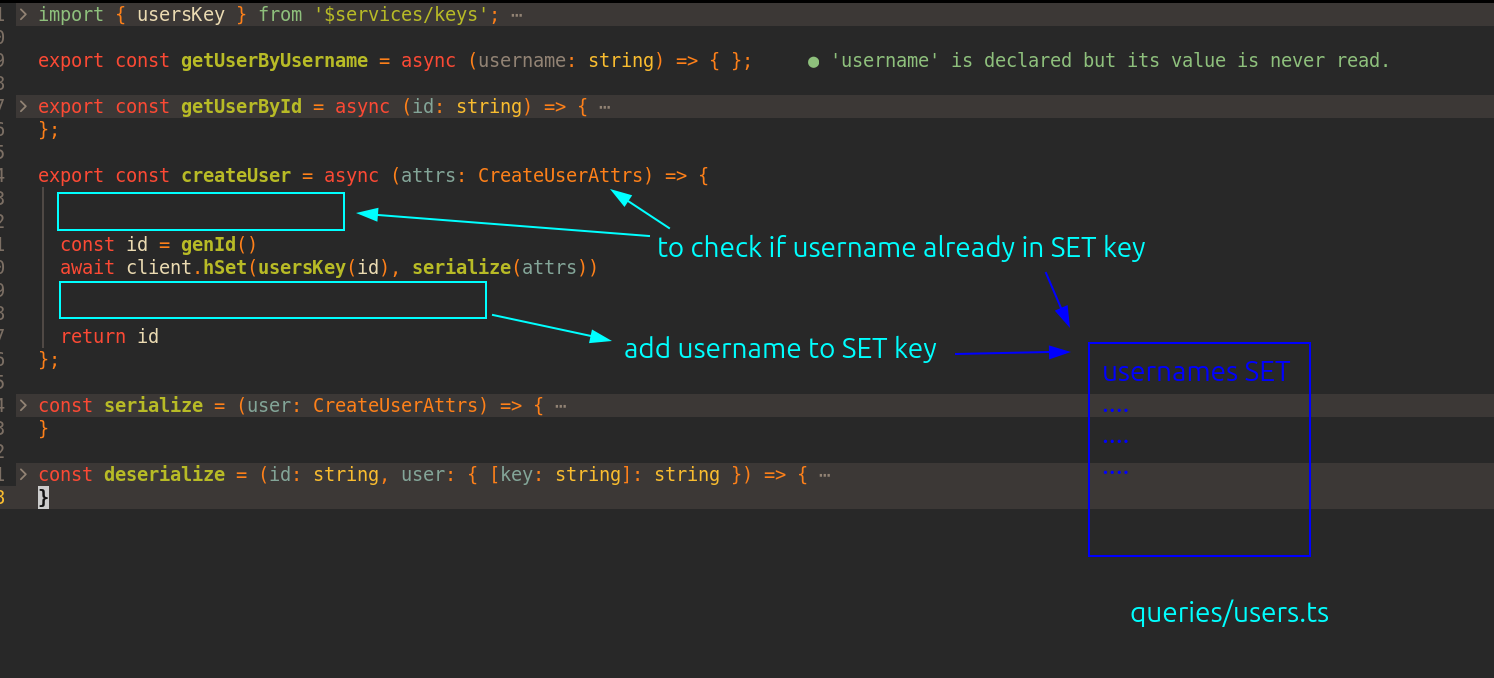 import { usersKey } from '$services/keys'; ⋯
export const getUserByUsername = async (username: string) => { }; ● 'username' is declared but its value is never read.
export const getUserById = async (id: string) => { ⋯
};
export const createUser = async (attrs: CreateUserAttrs) => {
to check if username already in SET key
const id = genId()
await client.hSet(usersKey(id), serialize(attrs))
return id
add username to SET key
};
usernames SET
....
....
....
const serialize = (user: CreateUserAttrs) => { ⋯
}
const deserialize = (id: string, user: { [key: string]: string }) => { ⋯
}
queries/users.ts